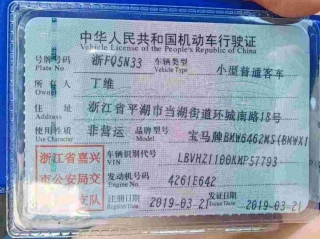 中华人民共和国机动车行驶证
Vehicle License of the People's Republic of China
号牌号码 浙FQ5N33 车辆类型 小型普通客车
Plate No. Vehicle Type
所有人 丁维
Owner
住址 浙江省平湖市当湖街道环城南路18号
Address
使用性质 非营运 品牌型号 宝马牌BMW6462MS(BMWX1
浙江省嘉兴
市公安局交
支队
车辆识别代号 LBVHZ1100KMP57793
VIN
发动机号码 4261E642
Engine No.
注册日期 2019-03-21 发证日期 2019-03-21
Register Date Issue Date